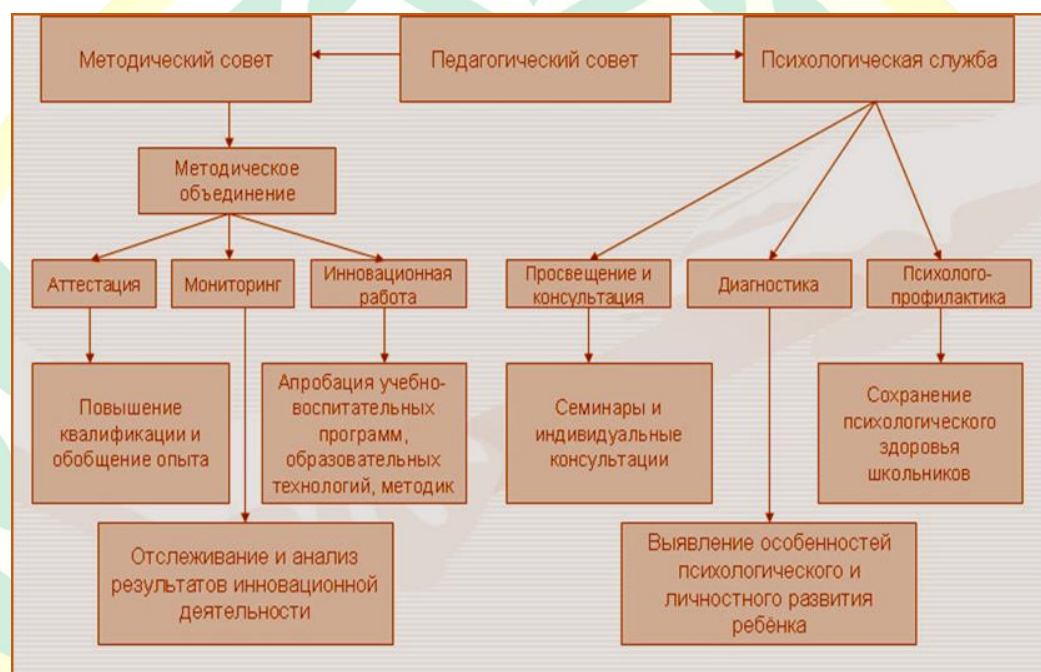 Методический совет
Педагогический совет
Психологическая служба
Методическое
объединение
Аттестация
Мониторинг
Инновационная
работа
Просвещение и
консультация
Диагностика
Психолого-
профилактика
Повышение
квалификации и
обобщение опыта
Апробация учебно-
воспитательных
программ,
образовательных
технологий, методик
Семинары и
индивидуальные
консультации
Сохранение
психологического
здоровья
школьников
Отслеживание и анализ
результатов инновационной
деятельности
Выявление особенностей
психологического и
личностного развития
ребёнка